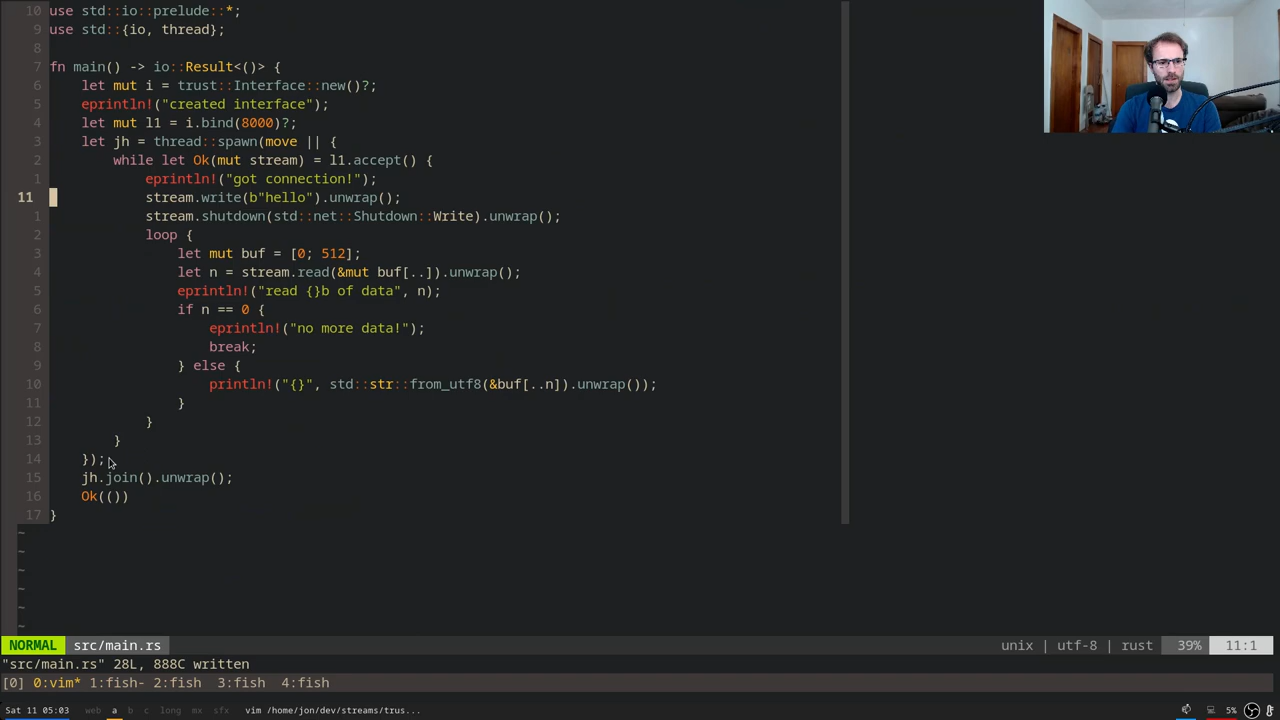 10 use std::io::prelude::*;
9 use std::{io, thread};
8
7 fn main() -> io::Result<()> {
6     let mut i = trust::Interface::new()?;
5     eprintln!("created interface");
4     let mut l1 = i.bind(8000)?;
3     let jh = thread::spawn(move || {
2         while let Ok(mut stream) = l1.accept() {
1             eprintln!("got connection!");
11             stream.write(b"hello").unwrap();
1             stream.shutdown(std::net::Shutdown::Write).unwrap();
2             loop {
3                 let mut buf = [0; 512];
4                 let n = stream.read(&mut buf[..]).unwrap();
5                 eprintln!("read {}b of data", n);
6                 if n == 0 {
7                     eprintln!("no more data!");
8                     break;
9                 } else {
10                     println!("{}", std::str::from_utf8(&buf[..n]).unwrap());
11                 }
12             }
13         }
14     });
15     jh.join().unwrap();
16     Ok(())
17 }
~
~
~
~
~
NORMAL src/main.rs unix | utf-8 | rust 39% 11:1
"src/main.rs" 28L, 888C written
[0] 0:vim* 1:fish- 2:fish 3:fish 4:fish
Sat 11 05:03 web a b c long mx sfx vim /home/jon/dev/streams/trus... 5%